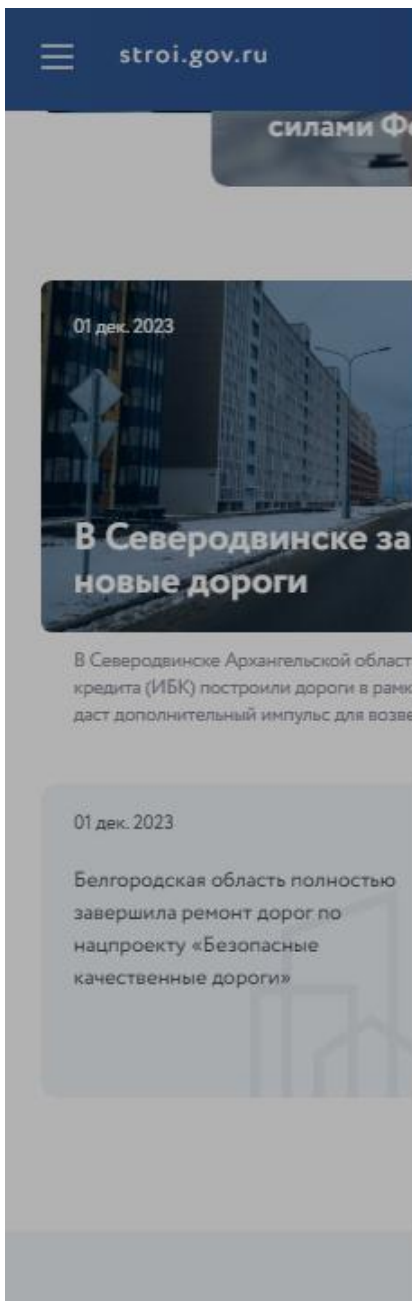 stroi.gov.ru
силами
01 дек. 2023
В Северодвинске за
новые дороги
В Северодвинске Архангельской област
кредита (ИБК) построили дороги в рамк
даст дополнительный импульс для возве
01 дек. 2023
Белгородская область полностью
завершила ремонт дорог по
нацпроекту «Безопасные
качественные дороги»